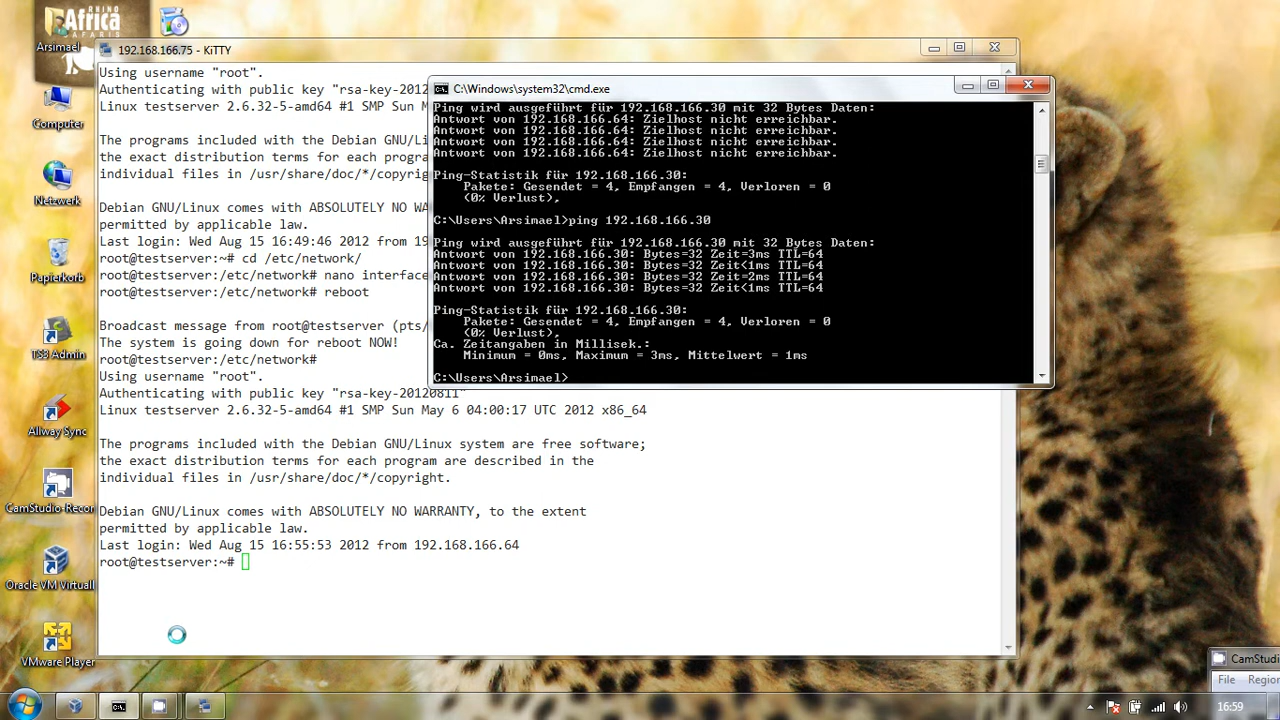 RHINO
Africa
SAFARIS
Arsimael
Computer
Netzwerk
Papierkorb
TS3 Admin
Allway Sync
CamStudio-Recor
Oracle VM Virtuall
VMware Player
192.168.166.75 - KiTTY
Using username "root".
Authenticating with public key "rsa-key-2012
Linux testserver 2.6.32-5-amd64 #1 SMP Sun M
The programs included with the Debian GNU/Li
the exact distribution terms for each progra
individual files in /usr/share/doc/*/copyrig
Debian GNU/Linux comes with ABSOLUTELY NO WA
permitted by applicable law.
Last login: Wed Aug 15 16:49:46 2012 from 19
root@testserver:~# cd /etc/network/
root@testserver:/etc/network# nano interface
root@testserver:/etc/network# reboot
Broadcast message from root@testserver (pts/
The system is going down for reboot NOW!
root@testserver:/etc/network#
Using username "root".
Authenticating with public key "rsa-key-20120811"
Linux testserver 2.6.32-5-amd64 #1 SMP Sun May 6 04:00:17 UTC 2012 x86_64
The programs included with the Debian GNU/Linux system are free software;
the exact distribution terms for each program are described in the
individual files in /usr/share/doc/*/copyright.
Debian GNU/Linux comes with ABSOLUTELY NO WARRANTY, to the extent
permitted by applicable law.
Last login: Wed Aug 15 16:55:53 2012 from 192.168.166.64
root@testserver:~#
C:\Windows\system32\cmd.exe
Ping wird ausgeführt für 192.168.166.30 mit 32 Bytes Daten:
Antwort von 192.168.166.64: Zielhost nicht erreichbar.
Antwort von 192.168.166.64: Zielhost nicht erreichbar.
Antwort von 192.168.166.64: Zielhost nicht erreichbar.
Antwort von 192.168.166.64: Zielhost nicht erreichbar.
Ping-Statistik für 192.168.166.30:
Pakete: Gesendet = 4, Empfangen = 4, Verloren = 0
(0% Verlust),
C:\Users\Arsimael>ping 192.168.166.30
Ping wird ausgeführt für 192.168.166.30 mit 32 Bytes Daten:
Antwort von 192.168.166.30: Bytes=32 Zeit=3ms TTL=64
Antwort von 192.168.166.30: Bytes=32 Zeit<1ms TTL=64
Antwort von 192.168.166.30: Bytes=32 Zeit=2ms TTL=64
Antwort von 192.168.166.30: Bytes=32 Zeit<1ms TTL=64
Ping-Statistik für 192.168.166.30:
Pakete: Gesendet = 4, Empfangen = 4, Verloren = 0
(0% Verlust),
Ca. Zeitangaben in Millisek.:
Minimum = 0ms, Maximum = 3ms, Mittelwert = 1ms
C:\Users\Arsimael>
CamStudi
File Region
16:59